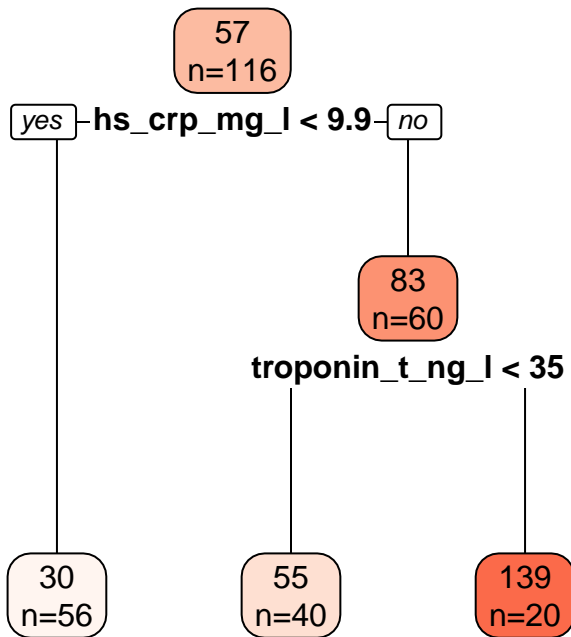 57
n=116
yes hs_crp_mg_l < 9.9 no
83
n=60
troponin_t_ng_l < 35
30
n=56
55
n=40
139
n=20